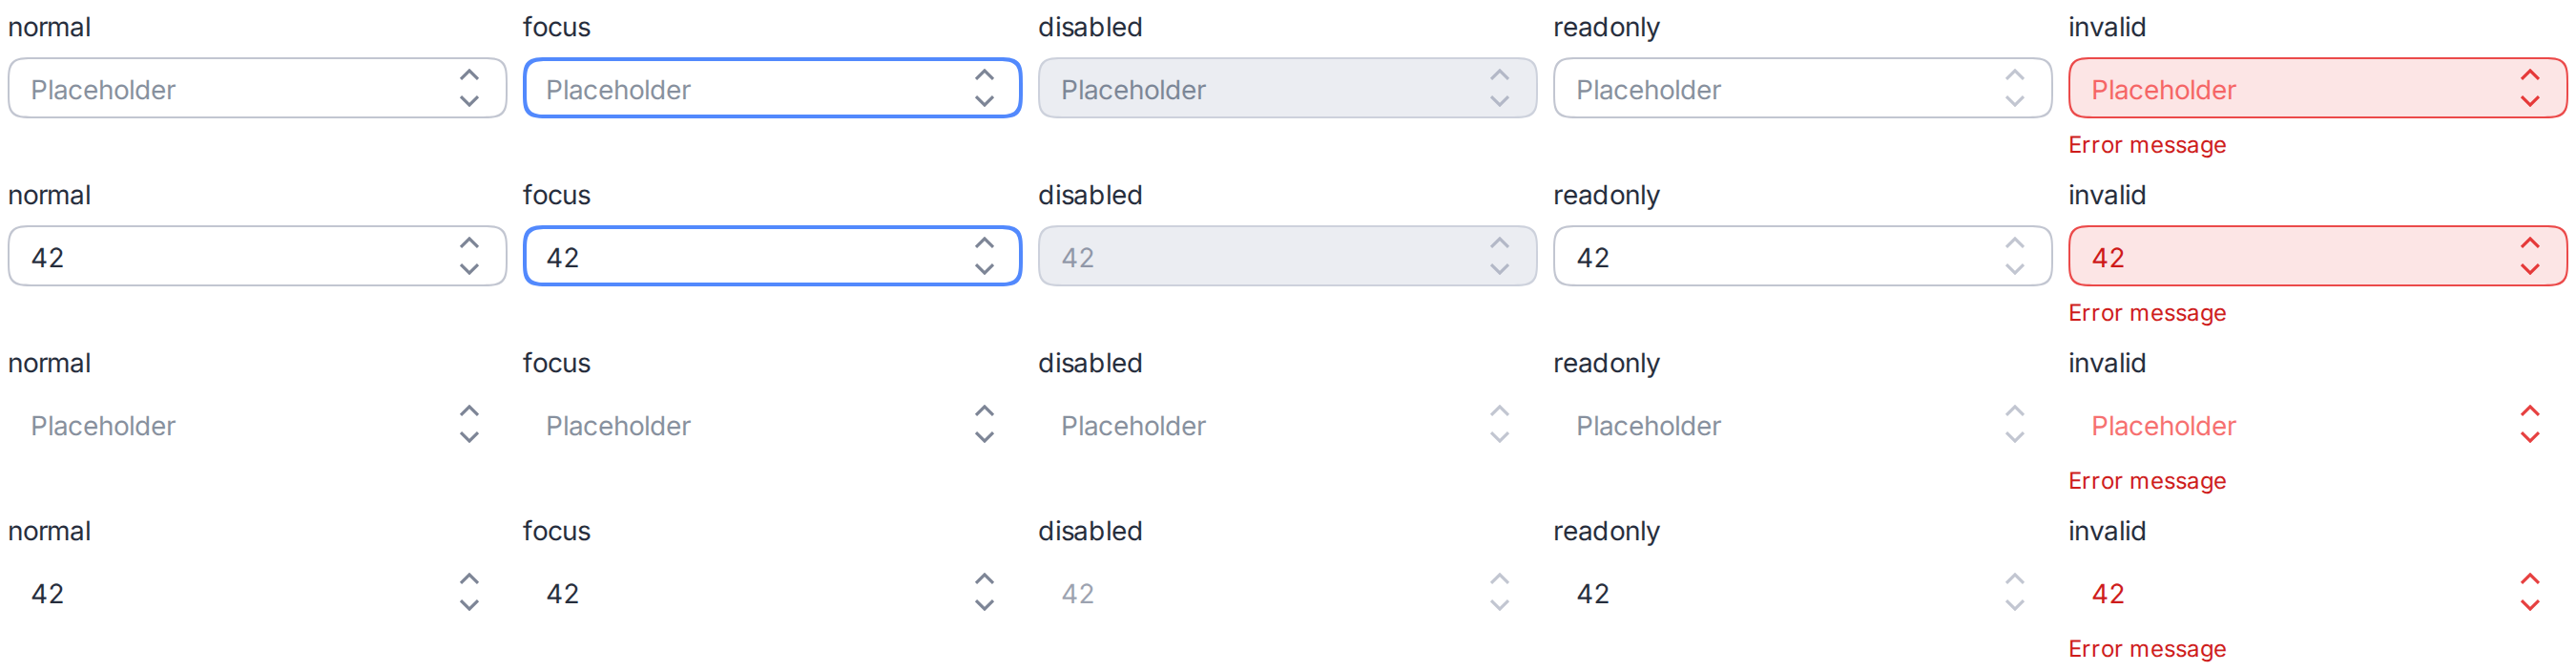 normal focus disabled readonly invalid
Placeholder Placeholder Placeholder Placeholder Placeholder
Error message
normal focus disabled readonly invalid
42 42 42 42 42
Error message
normal focus disabled readonly invalid
Placeholder Placeholder Placeholder Placeholder Placeholder
Error message
normal focus disabled readonly invalid
42 42 42 42 42
Error message